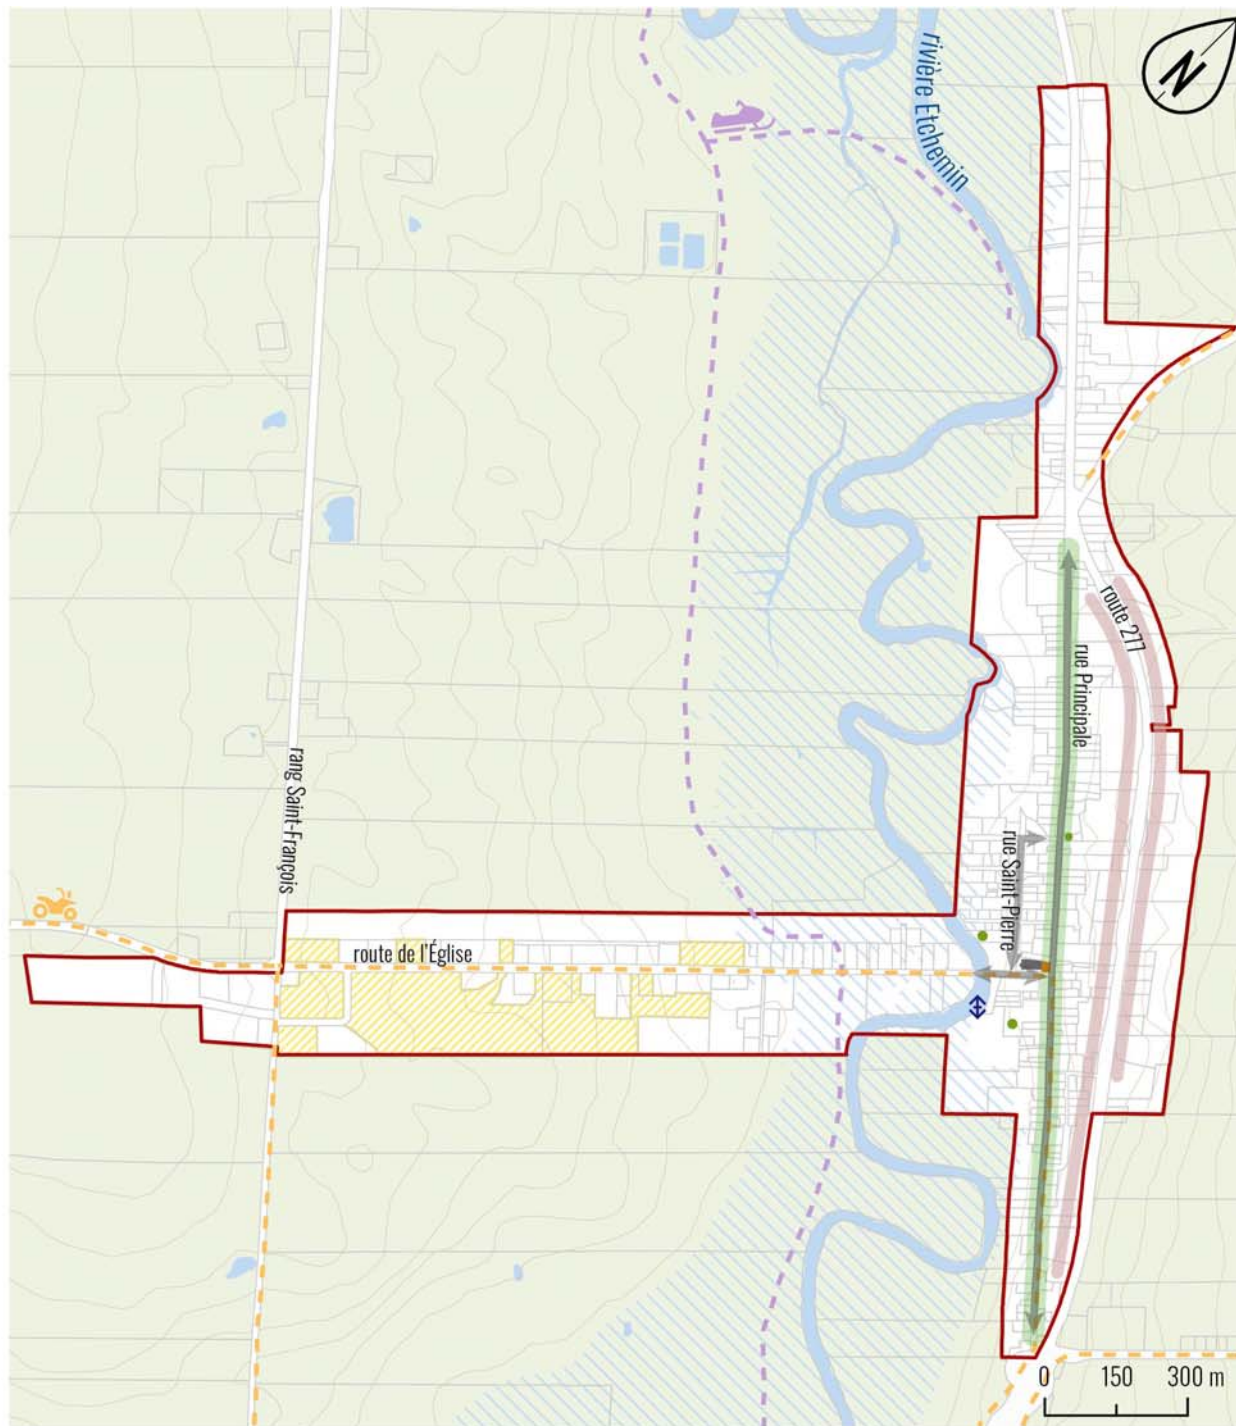 N
rivière Etchemin
route 277
rue Principale
rang Saint-François
rue Saint-Pierre
route de l'Église
0 150 300 m